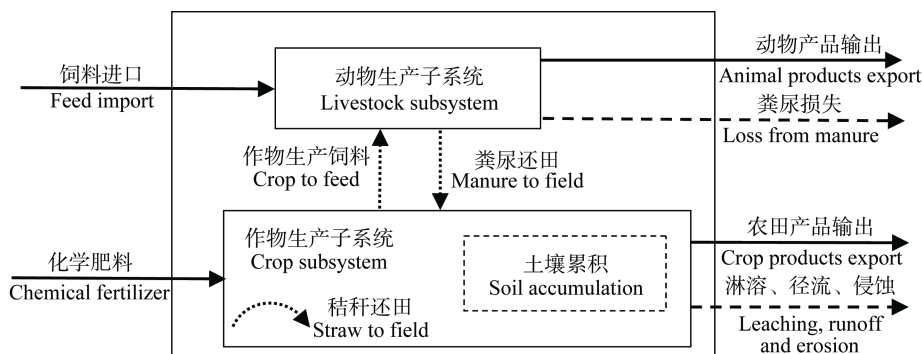 饲料进口
Feed import
动物生产子系统
Livestock subsystem
动物产品输出
Animal products export
粪尿损失
Loss from manure
作物生产饲料
Crop to feed
粪尿还田
Manure to field
化学肥料
Chemical fertilizer
作物生产子系统
Crop subsystem
土壤累积
Soil accumulation
秸秆还田
Straw to field
农田产品输出
Crop products export
淋溶、径流、侵蚀
Leaching, runoff
and erosion